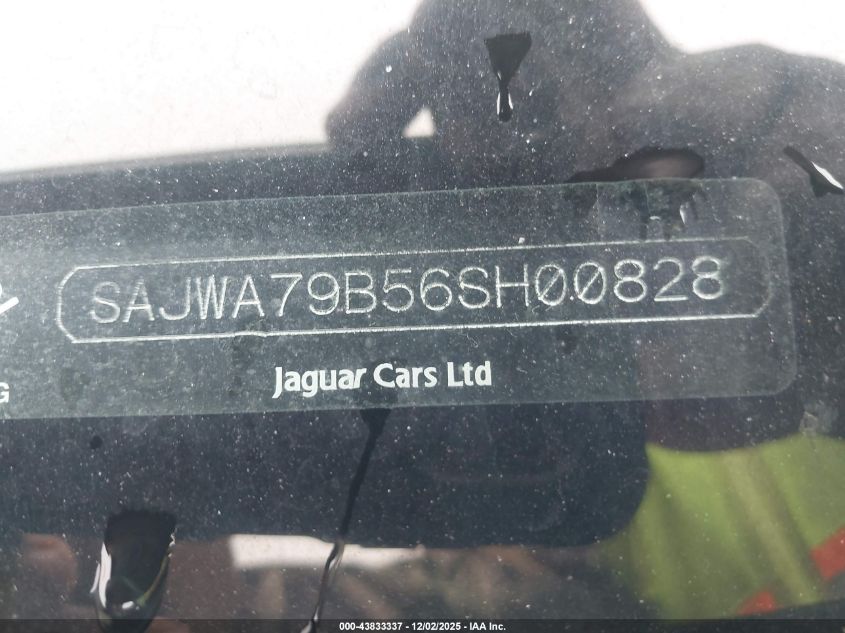 SAJWA79B56SH00828
Jaguar Cars Ltd
G
000-43833337 - 12/02/2025 - IAA Inc.